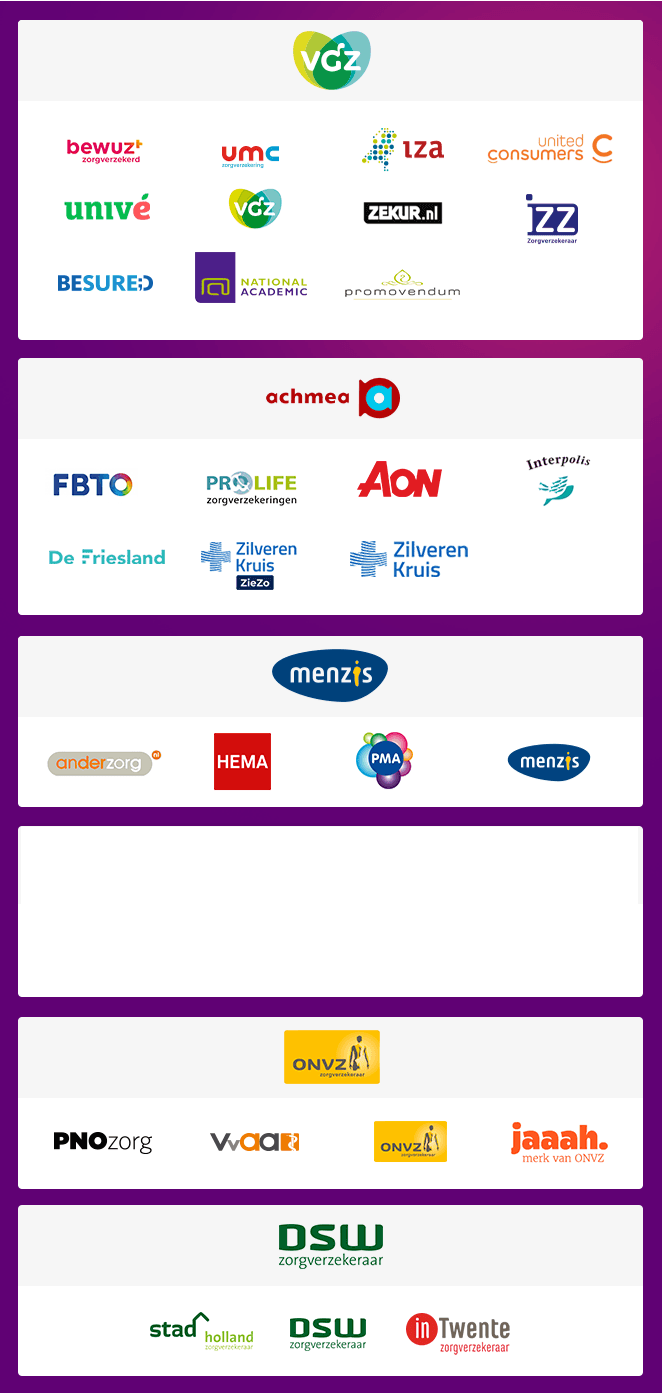 vGz
bewuzt
zorgverzekerd
umc
zorgverzekering
iza
united
consumers
univé
vGz
ZEKUR.nl
izz
Zorgverzekeraar
BESURED
NATIONAL
ACADEMIC
promovendum
achmea
FBTO
PROLIFE
zorgverzekeringen
AON
Interpolis
De Friesland
Zilveren
Kruis
ZieZo
Zilveren
Kruis
menzis
anderzorg nl
HEMA
PMA
menzis
ONVZ
zorgverzekeraar
PNOzorg
VvAA
ONVZ
zorgverzekeraar
jaaah.
merk van ONVZ
DSW
zorgverzekeraar
stad
holland
zorgverzekeraar
DSW
zorgverzekeraar
inTwente
zorgverzekeraar